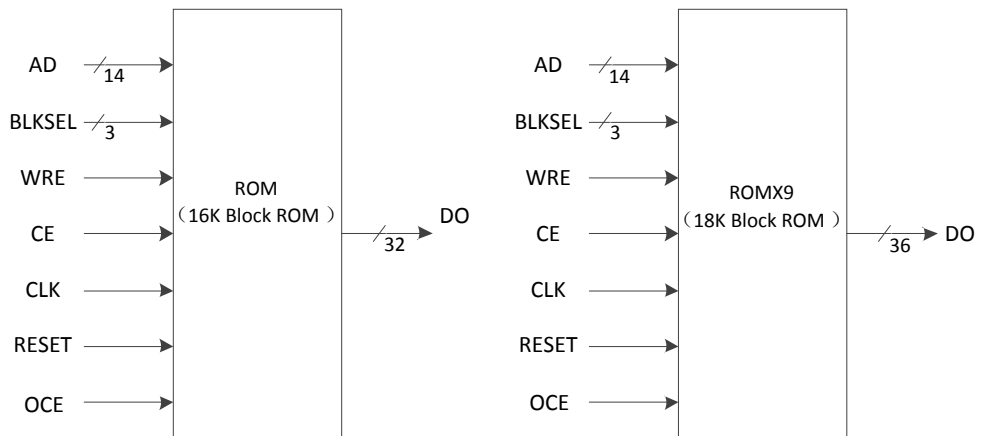 AD
14
BLKSEL
3
WRE
CE
CLK
RESET
OCE
ROM
（16K Block ROM ）
DO
32
AD
14
BLKSEL
3
WRE
CE
CLK
RESET
OCE
ROMX9
（18K Block ROM ）
DO
36